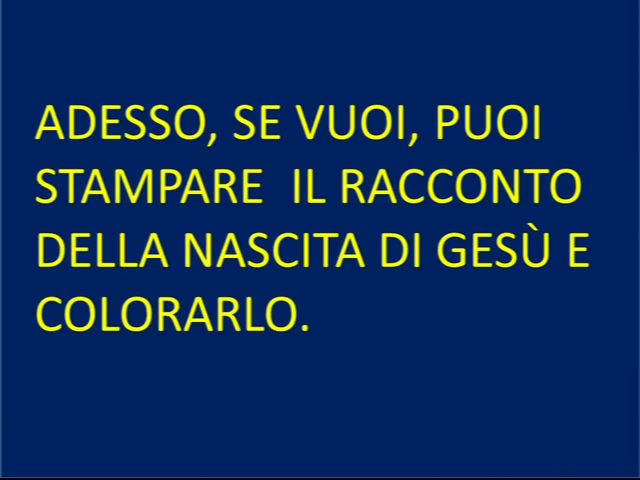 ADESSO, SE VUOI, PUOI
STAMPARE IL RACCONTO
DELLA NASCITA DI GESÙ E
COLORARLO.